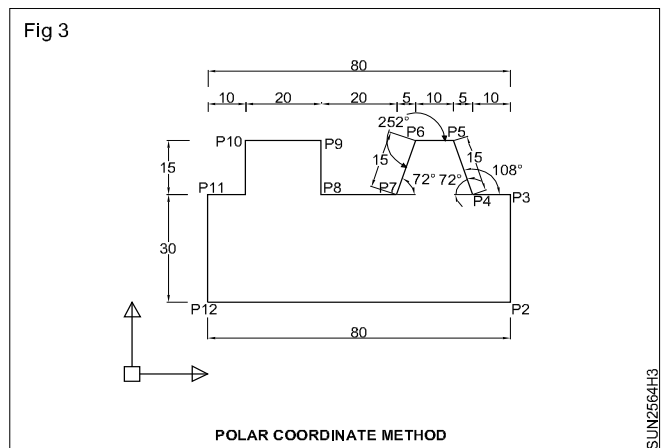 Fig 3
80
10 20 20 5 10 5 10
252°
P10 P9 P6 P5
15 15 15
72° 72° 108°
P11 P8 P7 P4 P3
30
P12 P2
80
POLAR COORDINATE METHOD
SUN2564H3